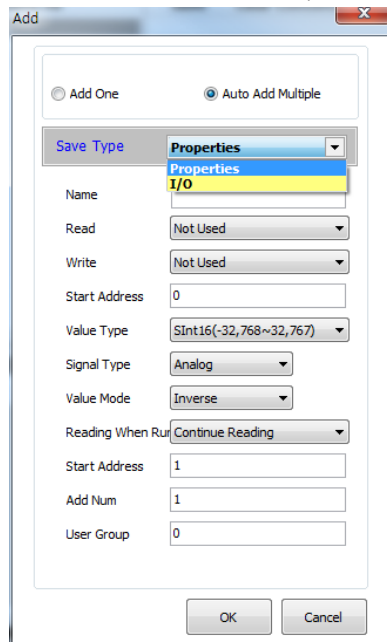 Add
Add One Auto Add Multiple
Save Type Properties
Properties
I/O
Name
Read Not Used
Write Not Used
Start Address 0
Value Type SInt16(-32,768~32,767)
Signal Type Analog
Value Mode Inverse
Reading When Rur Continue Reading
Start Address 1
Add Num 1
User Group 0
OK Cancel